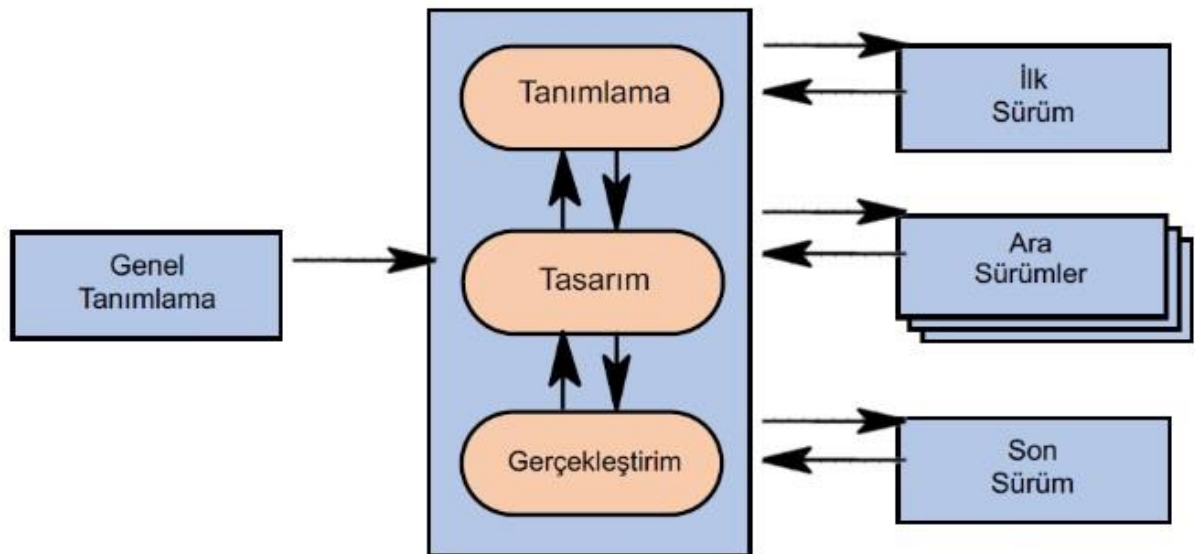 Genel
Tanımlama
Tanımlama
Tasarım
Gerçekleştirim
İlk
Sürüm
Ara
Sürümler
Son
Sürüm